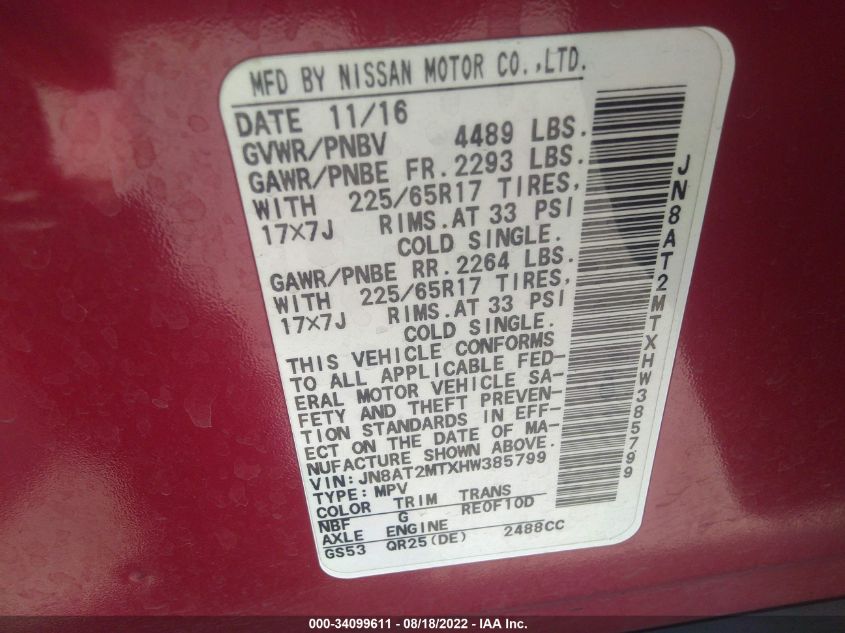 MFD BY NISSAN MOTOR CO.,LTD.
DATE 11/16
GVWR/PNBV 4489 LBS.
GAWR/PNBE FR.2293 LBS.
WITH 225/65R17 TIRES,
17X7J RIMS.AT 33 PSI
COLD SINGLE.
GAWR/PNBE RR.2264 LBS.
WITH 225/65R17 TIRES,
17X7J RIMS.AT 33 PSI
COLD SINGLE.
THIS VEHICLE CONFORMS
TO ALL APPLICABLE FED-
ERAL MOTOR VEHICLE SA-
FETY AND THEFT PREVEN-
TION STANDARDS IN EFF-
ECT ON THE DATE OF MA-
NUFACTURE SHOWN ABOVE.
VIN:JN8AT2MTXHW385799
TYPE:MPV
COLOR TRIM TRANS
NBF G RE0F10D
AXLE ENGINE
GS53 QR25(DE) 2488CC
JN8AT2MTXHW385799
000-34099611 - 08/18/2022 - IAA Inc.